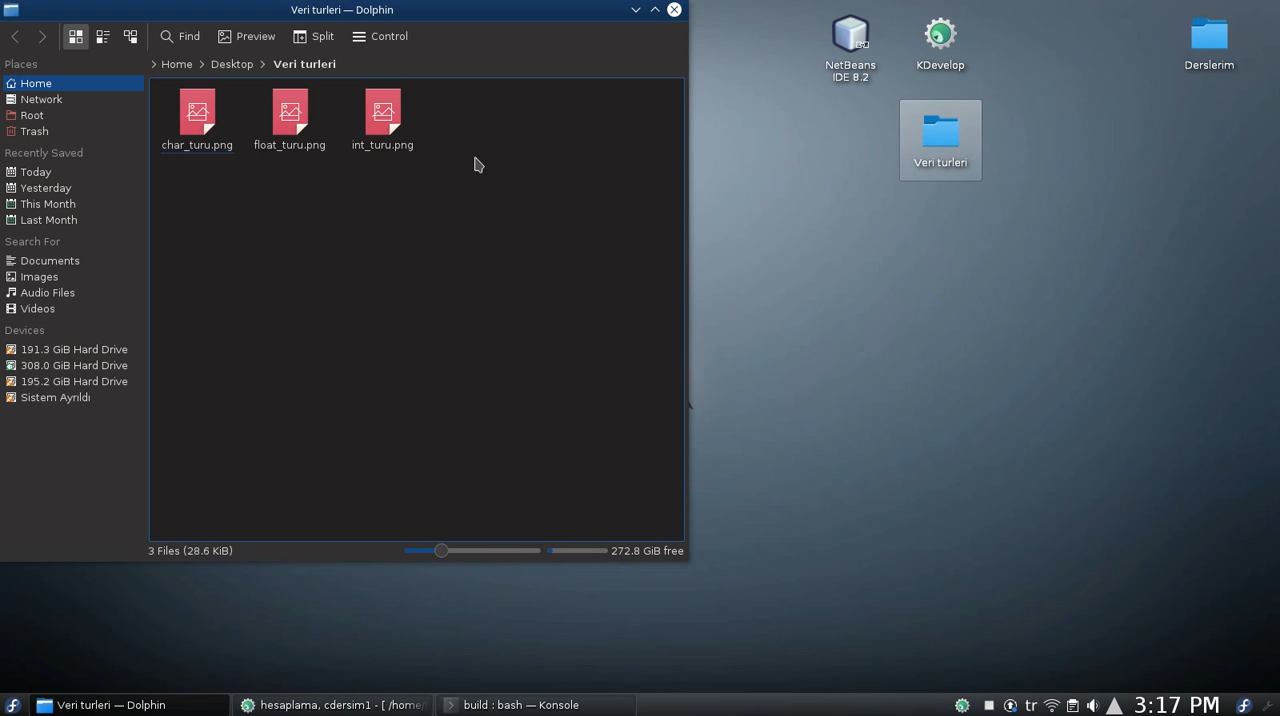 Veri turleri — Dolphin
Find
Preview
Split
Control
Places
Home
Desktop
Veri turleri
Home
Network
Root
Trash
Recently Saved
Today
Yesterday
This Month
Last Month
Search For
Documents
Images
Audio Files
Videos
Devices
191.3 GiB Hard Drive
308.0 GiB Hard Drive
195.2 GiB Hard Drive
Sistem Ayrıldı
char_turu.png
float_turu.png
int_turu.png
3 Files (28.6 KiB)
272.8 GiB free
NetBeans
IDE 8.2
KDevelop
Derslerim
Veri turleri
Veri turleri — Dolphin
hesaplama, cdersim1 - [ /home/
build : bash — Konsole
tr
3:17 PM